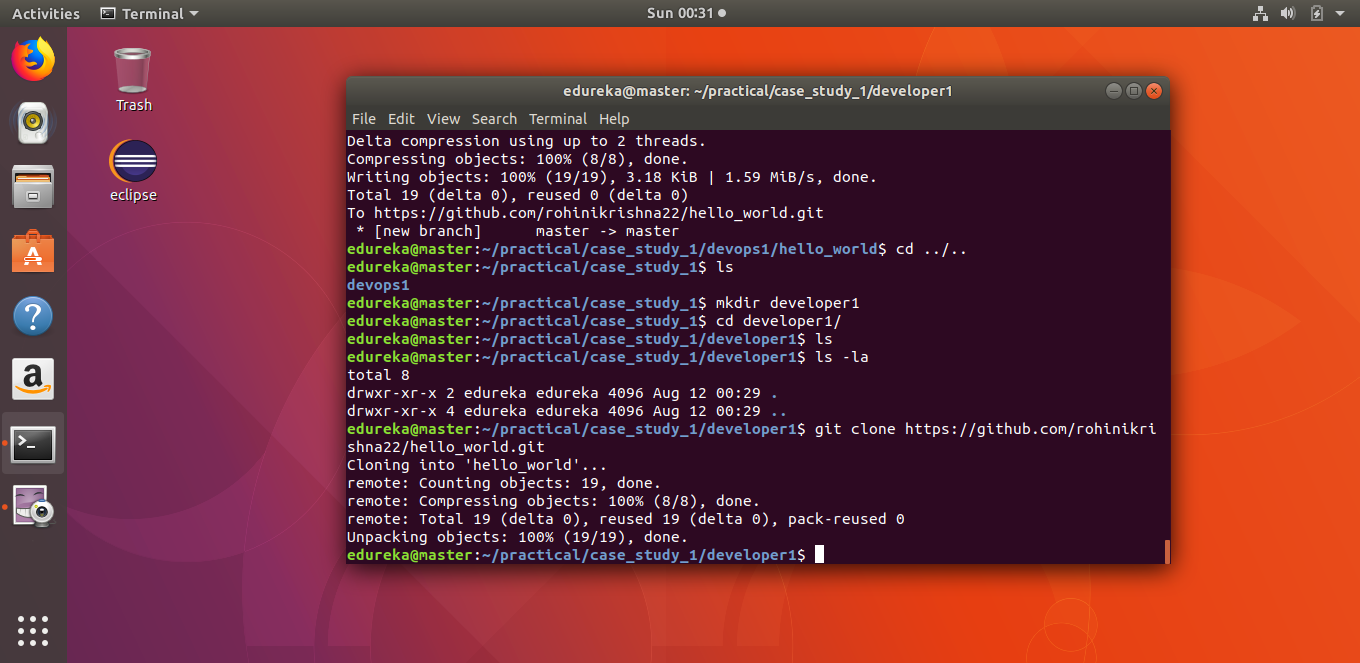 Activities Terminal Sun 00:31
Trash
eclipse
edureka@master: ~/practical/case_study_1/developer1
File Edit View Search Terminal Help
Delta compression using up to 2 threads.
Compressing objects: 100% (8/8), done.
Writing objects: 100% (19/19), 3.18 KiB | 1.59 MiB/s, done.
Total 19 (delta 0), reused 0 (delta 0)
To https://github.com/rohinikrishna22/hello_world.git
 * [new branch]      master -> master
edureka@master:~/practical/case_study_1/devops1/hello_world$ cd ../..
edureka@master:~/practical/case_study_1$ ls
devops1
edureka@master:~/practical/case_study_1$ mkdir developer1
edureka@master:~/practical/case_study_1$ cd developer1/
edureka@master:~/practical/case_study_1/developer1$ ls
edureka@master:~/practical/case_study_1/developer1$ ls -la
total 8
drwxr-xr-x 2 edureka edureka 4096 Aug 12 00:29 .
drwxr-xr-x 4 edureka edureka 4096 Aug 12 00:29 ..
edureka@master:~/practical/case_study_1/developer1$ git clone https://github.com/rohinikri
shna22/hello_world.git
Cloning into 'hello_world'...
remote: Counting objects: 19, done.
remote: Compressing objects: 100% (8/8), done.
remote: Total 19 (delta 0), reused 19 (delta 0), pack-reused 0
Unpacking objects: 100% (19/19), done.
edureka@master:~/practical/case_study_1/developer1$